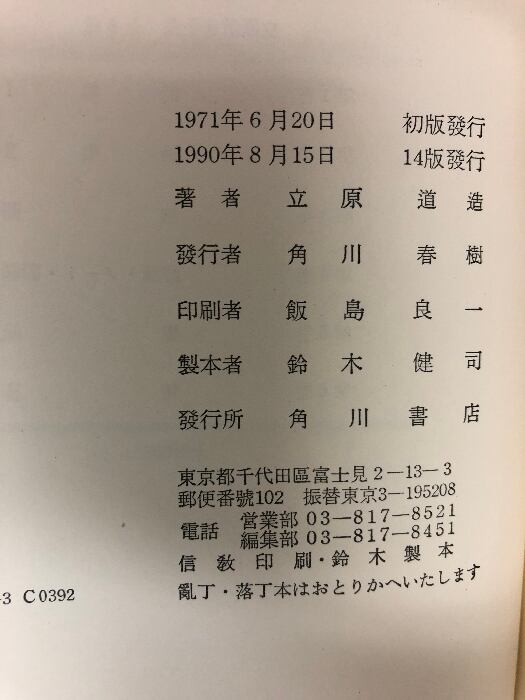 1971年6月20日 初版發行
1990年8月15日 14版發行
著者 立原道造
發行者 角川春樹
印刷者 飯島良一
製本者 鈴木健司
發行所 角川書店
東京都千代田區富士見2―13―3
郵便番號102 振替東京3―195208
電話 営業部 03―817―8521
編集部 03―817―8451
信教印刷・鈴木製本
亂丁・落丁本はおとりかへいたします
-3 C0392